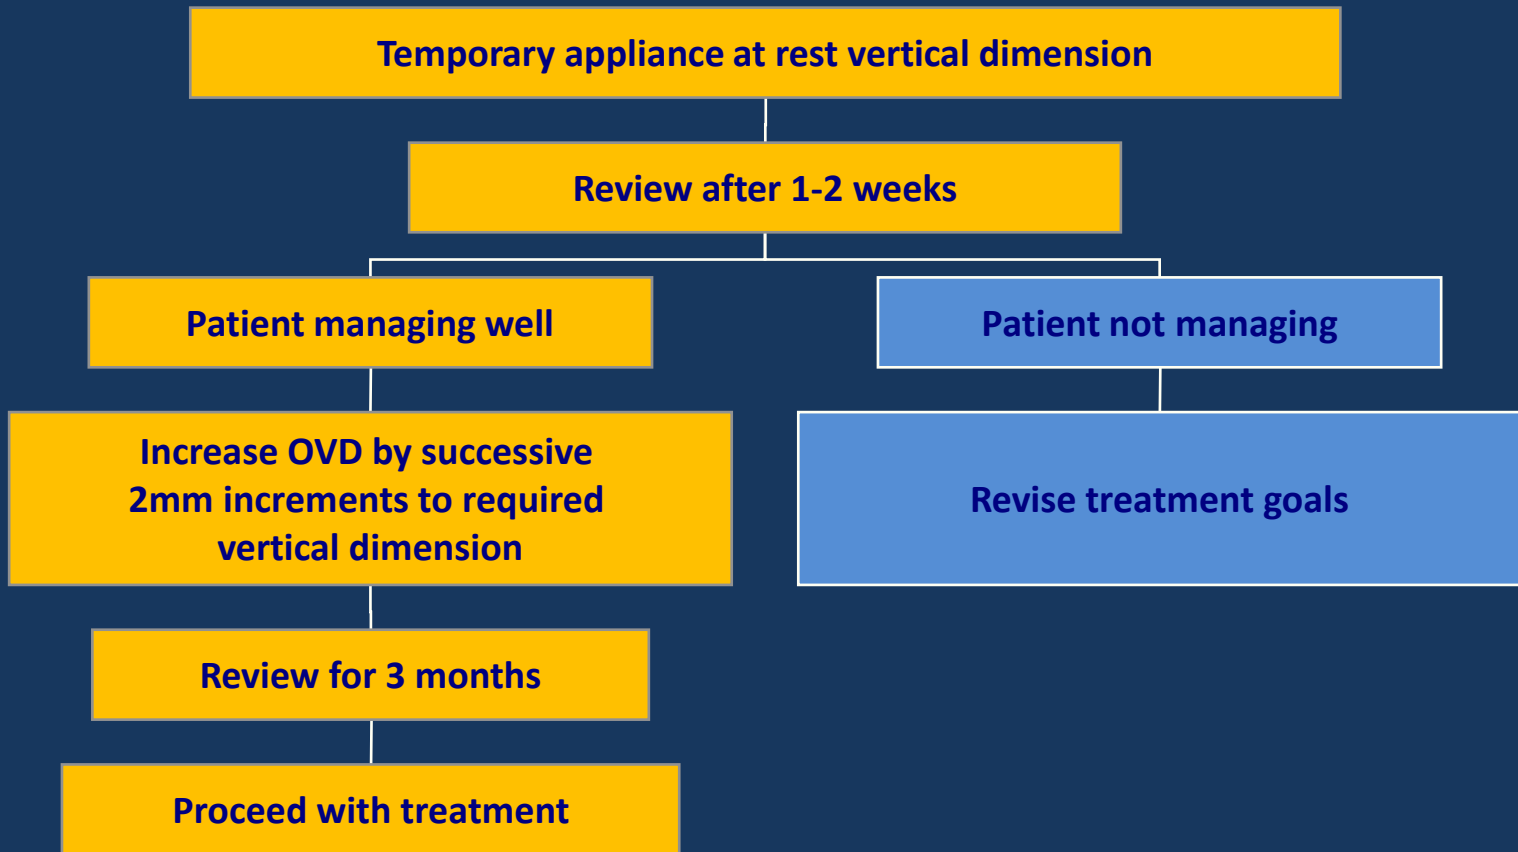 Temporary appliance at rest vertical dimension
Review after 1-2 weeks
Patient managing well
Patient not managing
Increase OVD by successive
2mm increments to required
vertical dimension
Revise treatment goals
Review for 3 months
Proceed with treatment